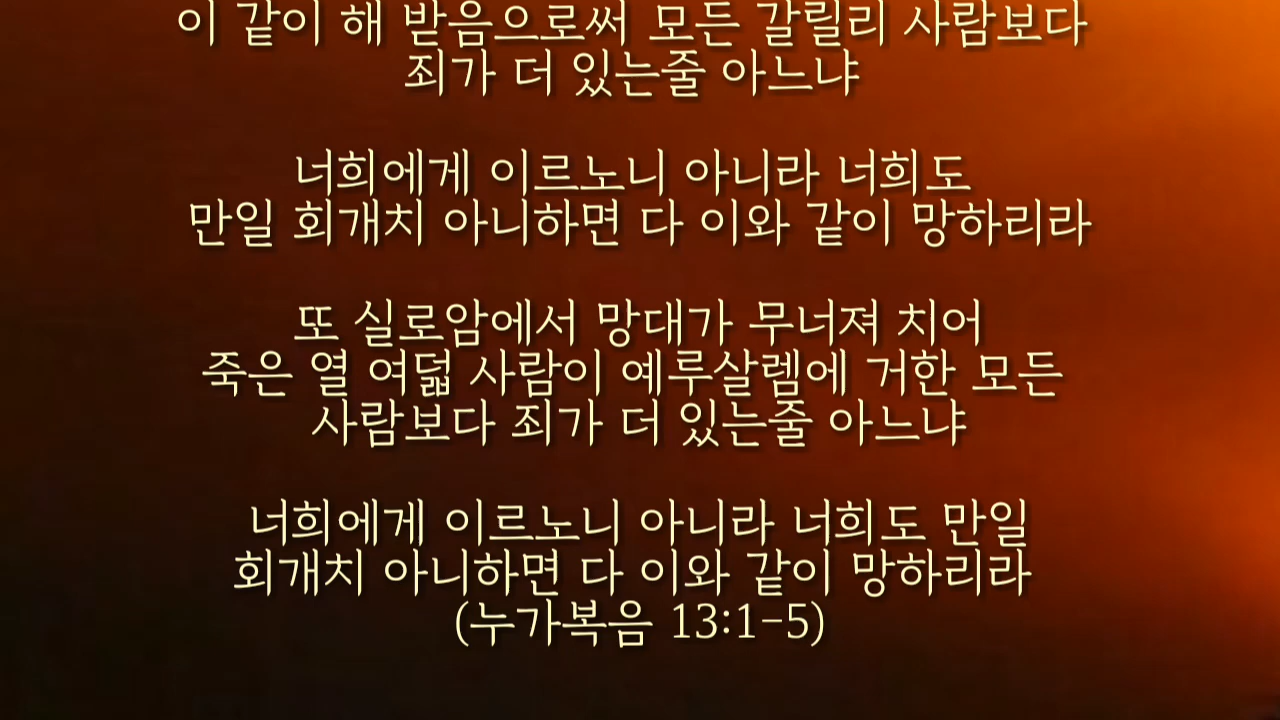 이 같이 해 받음으로써 모든 갈릴리 사람보다
죄가 더 있는줄 아느냐
너희에게 이르노니 아니라 너희도
만일 회개치 아니하면 다 이와 같이 망하리라
또 실로암에서 망대가 무너져 치어
죽은 열 여덟 사람이 예루살렘에 거한 모든
사람보다 죄가 더 있는줄 아느냐
너희에게 이르노니 아니라 너희도 만일
회개치 아니하면 다 이와 같이 망하리라
(누가복음 13:1-5)